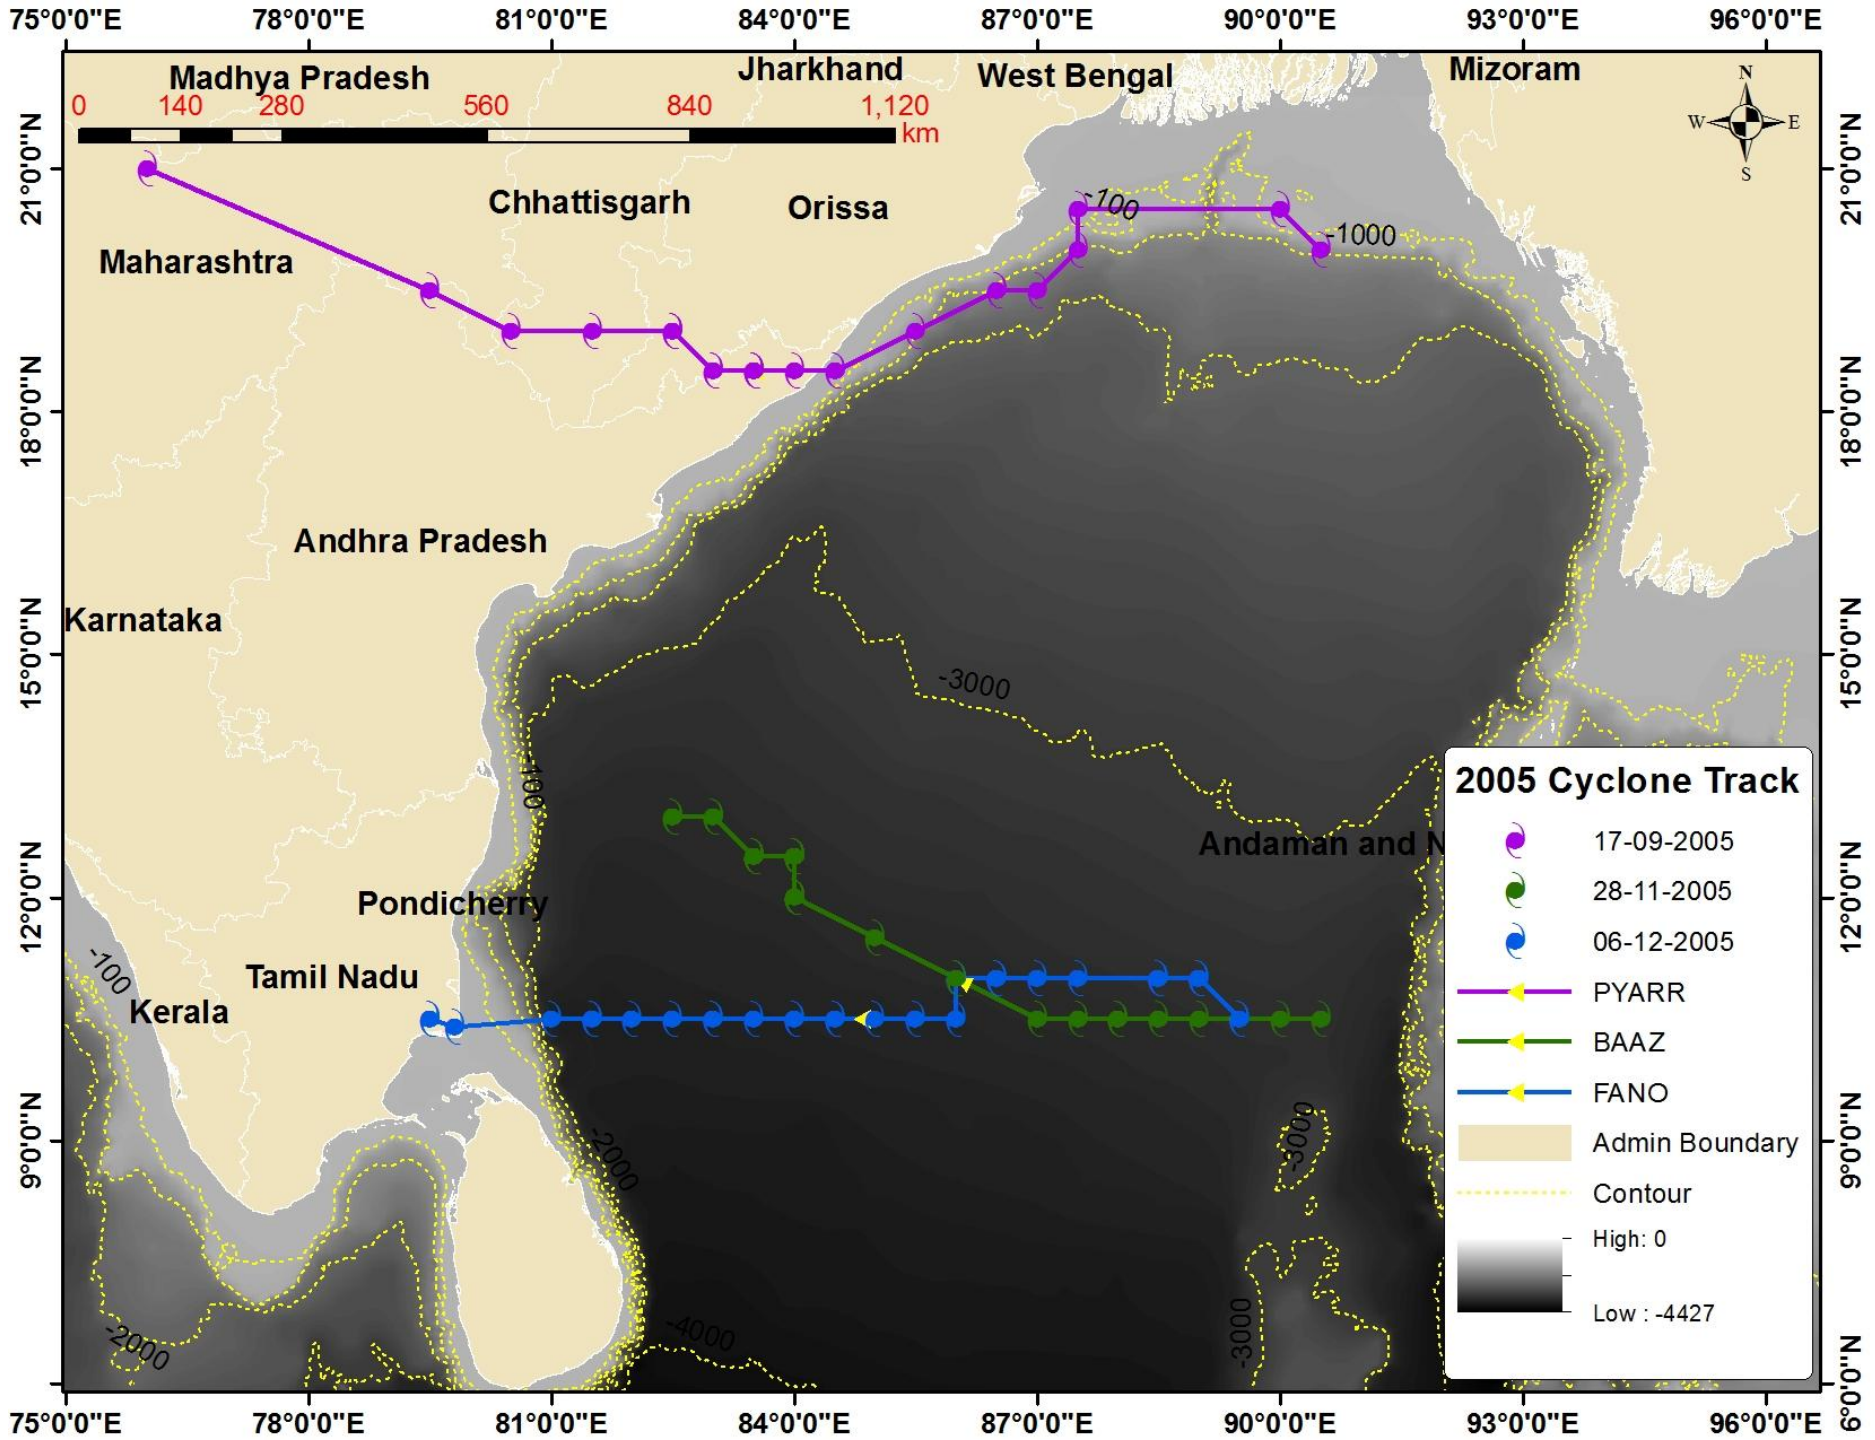 75°0'0"E 78°0'0"E 81°0'0"E 84°0'0"E 87°0'0"E 90°0'0"E 93°0'0"E 96°0'0"E
Madhya Pradesh Jharkhand West Bengal Mizoram
0 140 280 560 840 1,120
km
N
W E
S
21°0'0"N 21°0'0"N
Chhattisgarh Orissa
-100
-1000
Maharashtra
18°0'0"N 18°0'0"N
Andhra Pradesh
Karnataka
15°0'0"N 15°0'0"N
-3000
-100
Andaman and N
12°0'0"N 12°0'0"N
Pondicherry
-100
Tamil Nadu
Kerala
9°0'0"N 9°0'0"N
-2000
-3000
-2000
-4000
-3000
6°0'0"N
2005 Cyclone Track
17-09-2005
28-11-2005
06-12-2005
PYARR
BAAZ
FANO
Admin Boundary
Contour
High: 0
Low : -4427
75°0'0"E 78°0'0"E 81°0'0"E 84°0'0"E 87°0'0"E 90°0'0"E 93°0'0"E 96°0'0"E